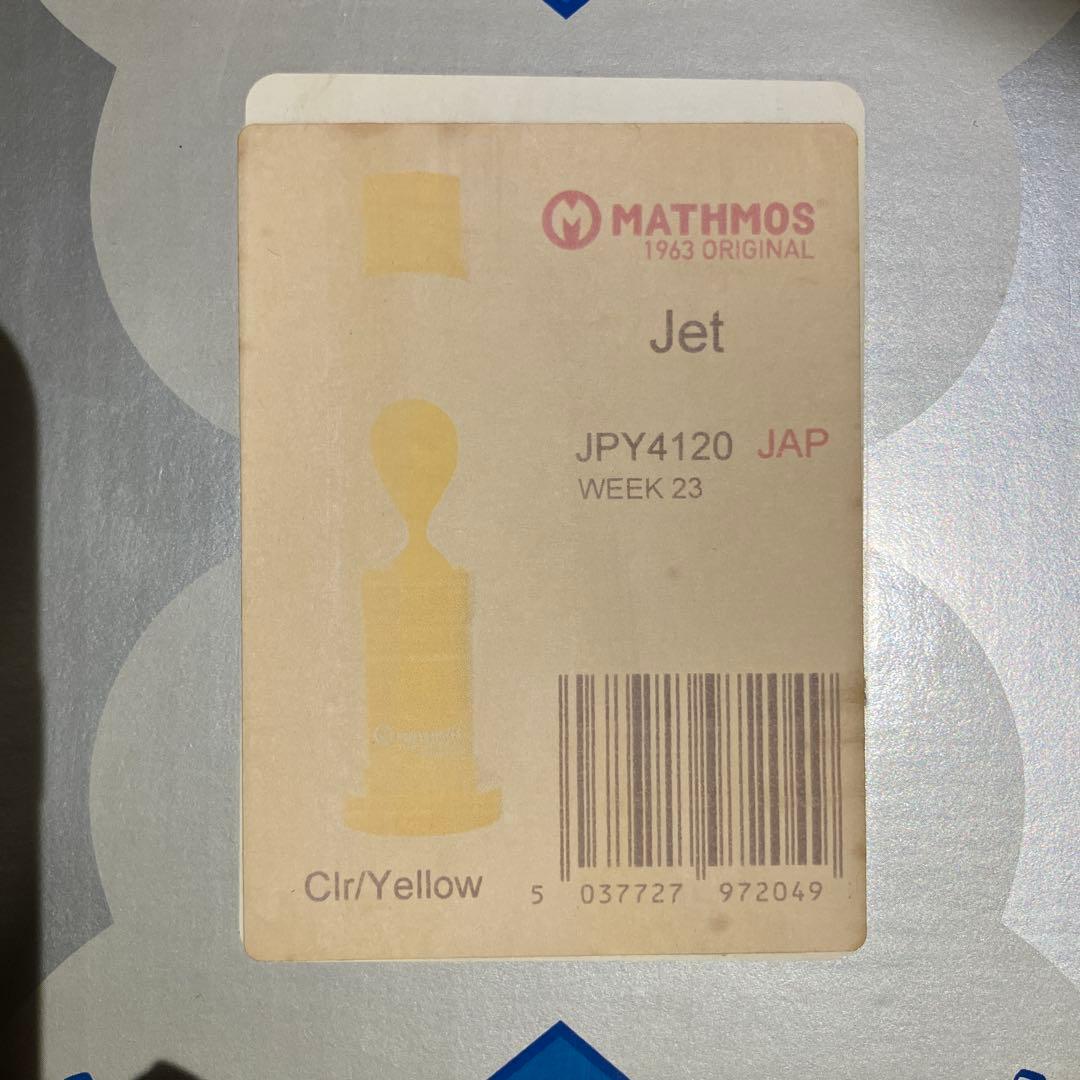 MATHMOS
1963 ORIGINAL
Jet
JPY4120 JAP
WEEK 23
Clr/Yellow
5 037727 972049